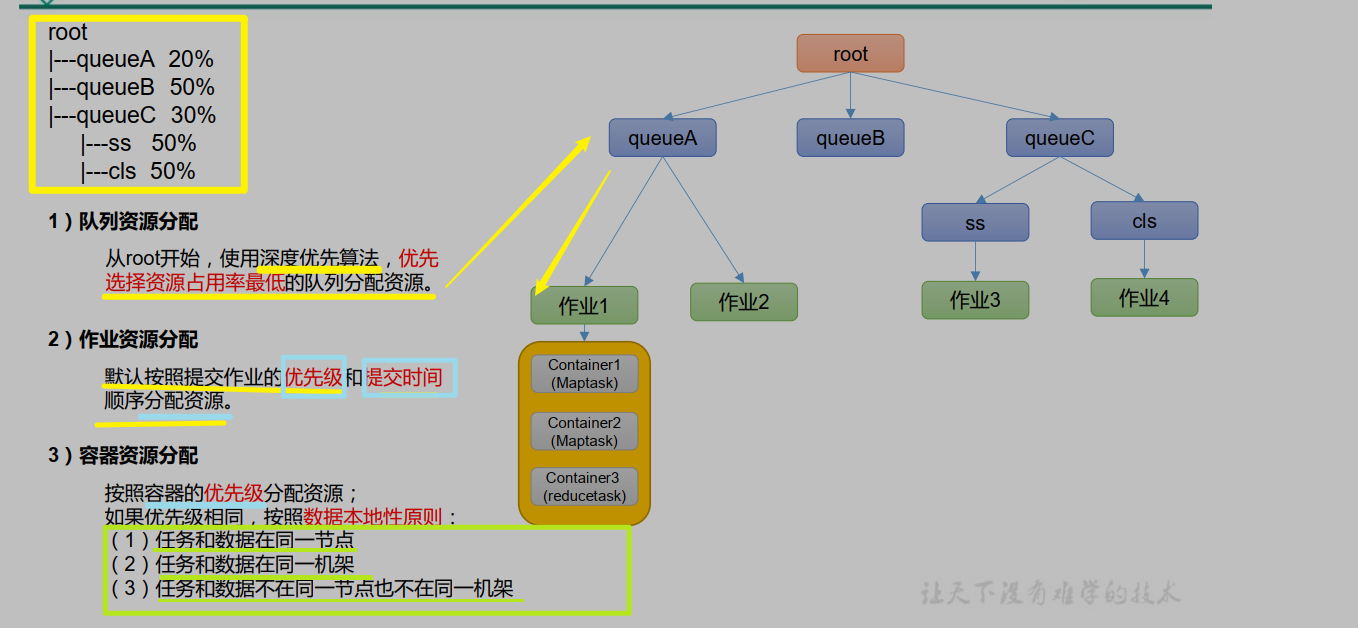 root
|---queueA 20%
|---queueB 50%
|---queueC 30%
|---ss 50%
|---cls 50%
1）队列资源分配
从root开始，使用深度优先算法，优先
选择资源占用率最低的队列分配资源。
2）作业资源分配
默认按照提交作业的优先级和提交时间
顺序分配资源。
3）容器资源分配
按照容器的优先级分配资源；
如果优先级相同，按照数据本地性原则：
（1）任务和数据在同一节点
（2）任务和数据在同一机架
（3）任务和数据不在同一节点也不在同一机架
root
queueA
queueB
queueC
ss
cls
作业1
作业2
作业3
作业4
Container1
(Maptask)
Container2
(Maptask)
Container3
(reducetask)
让天下没有难学的技术